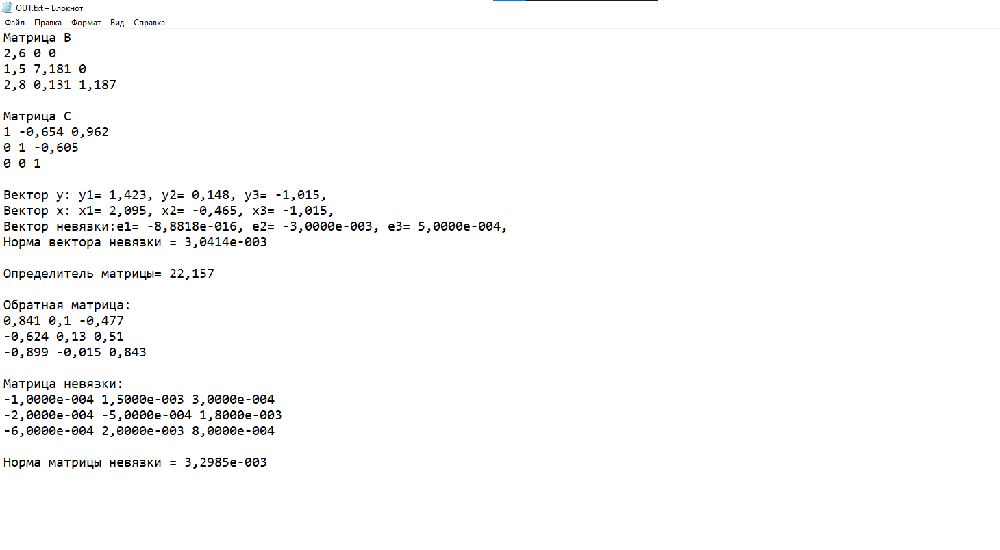 OUT.txt – Блокнот
Файл Правка Формат Вид Справка
Матрица В
2,6 0 0
1,5 7,181 0
2,8 0,131 1,187
Матрица С
1 -0,654 0,962
0 1 -0,605
0 0 1
Вектор y: y1= 1,423, y2= 0,148, y3= -1,015,
Вектор x: x1= 2,095, x2= -0,465, x3= -1,015,
Вектор невязки:e1= -8,8818e-016, e2= -3,0000e-003, e3= 5,0000e-004,
Норма вектора невязки = 3,0414e-003
Определитель матрицы= 22,157
Обратная матрица:
0,841 0,1 -0,477
-0,624 0,13 0,51
-0,899 -0,015 0,843
Матрица невязки:
-1,0000e-004 1,5000e-003 3,0000e-004
-2,0000e-004 -5,0000e-004 1,8000e-003
-6,0000e-004 2,0000e-003 8,0000e-004
Норма матрицы невязки = 3,2985e-003